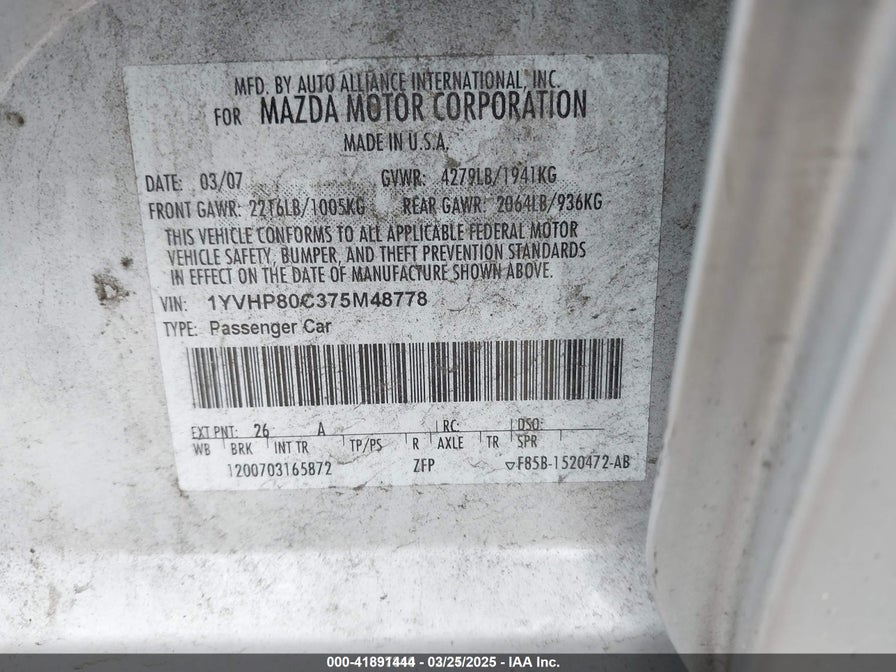 MFD. BY AUTO ALLIANCE INTERNATIONAL, INC.
FOR MAZDA MOTOR CORPORATION
MADE IN U.S.A.
DATE: 03/07 GVWR: 4279LB/1941KG
FRONT GAWR: 2216LB/1005KG REAR GAWR: 2064LB/936KG
THIS VEHICLE CONFORMS TO ALL APPLICABLE FEDERAL MOTOR
VEHICLE SAFETY, BUMPER, AND THEFT PREVENTION STANDARDS
IN EFFECT ON THE DATE OF MANUFACTURE SHOWN ABOVE.
VIN: 1YVHP80C375M48778
TYPE: Passenger Car
EXT PNT: 26 A RC: DSO:
WB BRK INT TR TP/PS R AXLE TR SPR
1200703165872 ZFP F85B-1520472-AB
000-41891444 - 03/25/2025 - IAA Inc.